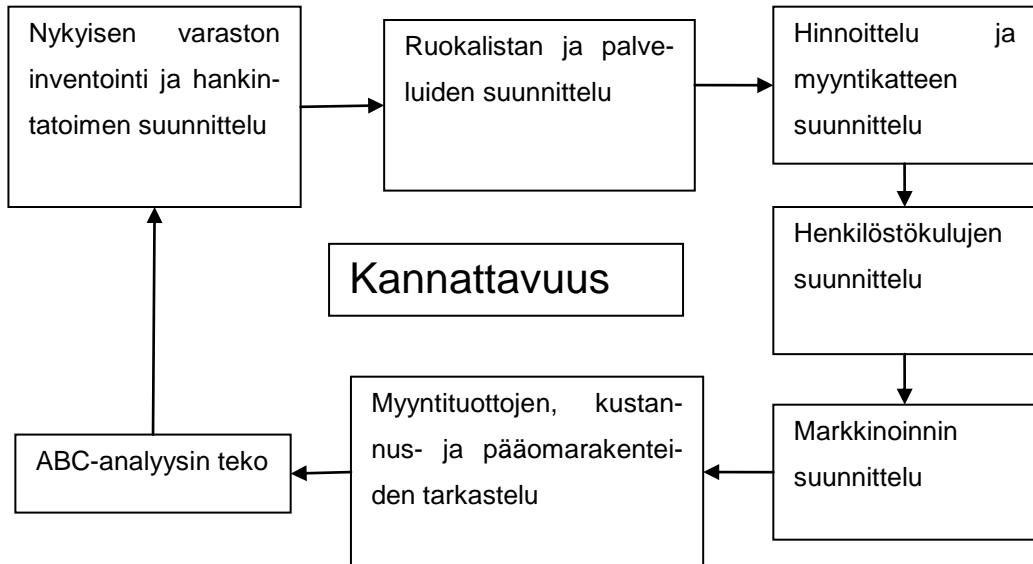 Nykyisen varaston
inventointi ja hankin-
tatoimen suunnittelu
Ruokalistan ja palve-
luiden suunnittelu
Hinnoittelu ja
myyntikatteen
suunnittelu
Henkilöstökulujen
suunnittelu
Kannattavuus
Markkinoinnin
suunnittelu
Myyntituottojen, kustan-
nus- ja pääomarakentei-
den tarkastelu
ABC-analyysin teko